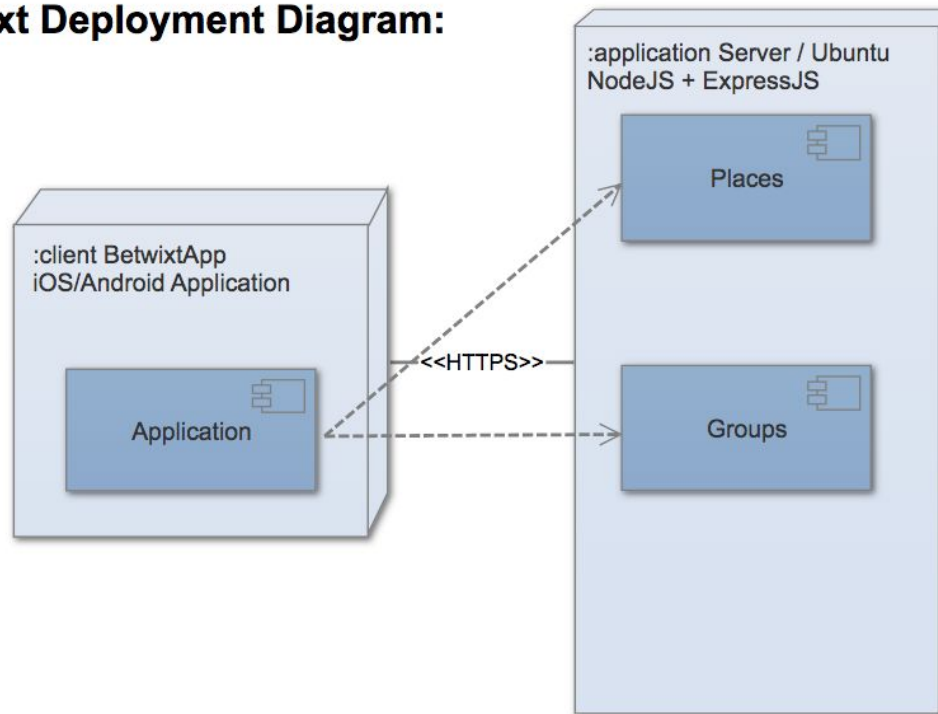 xt Deployment Diagram:
:application Server / Ubuntu
NodeJS + ExpressJS
Places
:client BetwixtApp
iOS/Android Application
<<HTTPS>>
Application
Groups